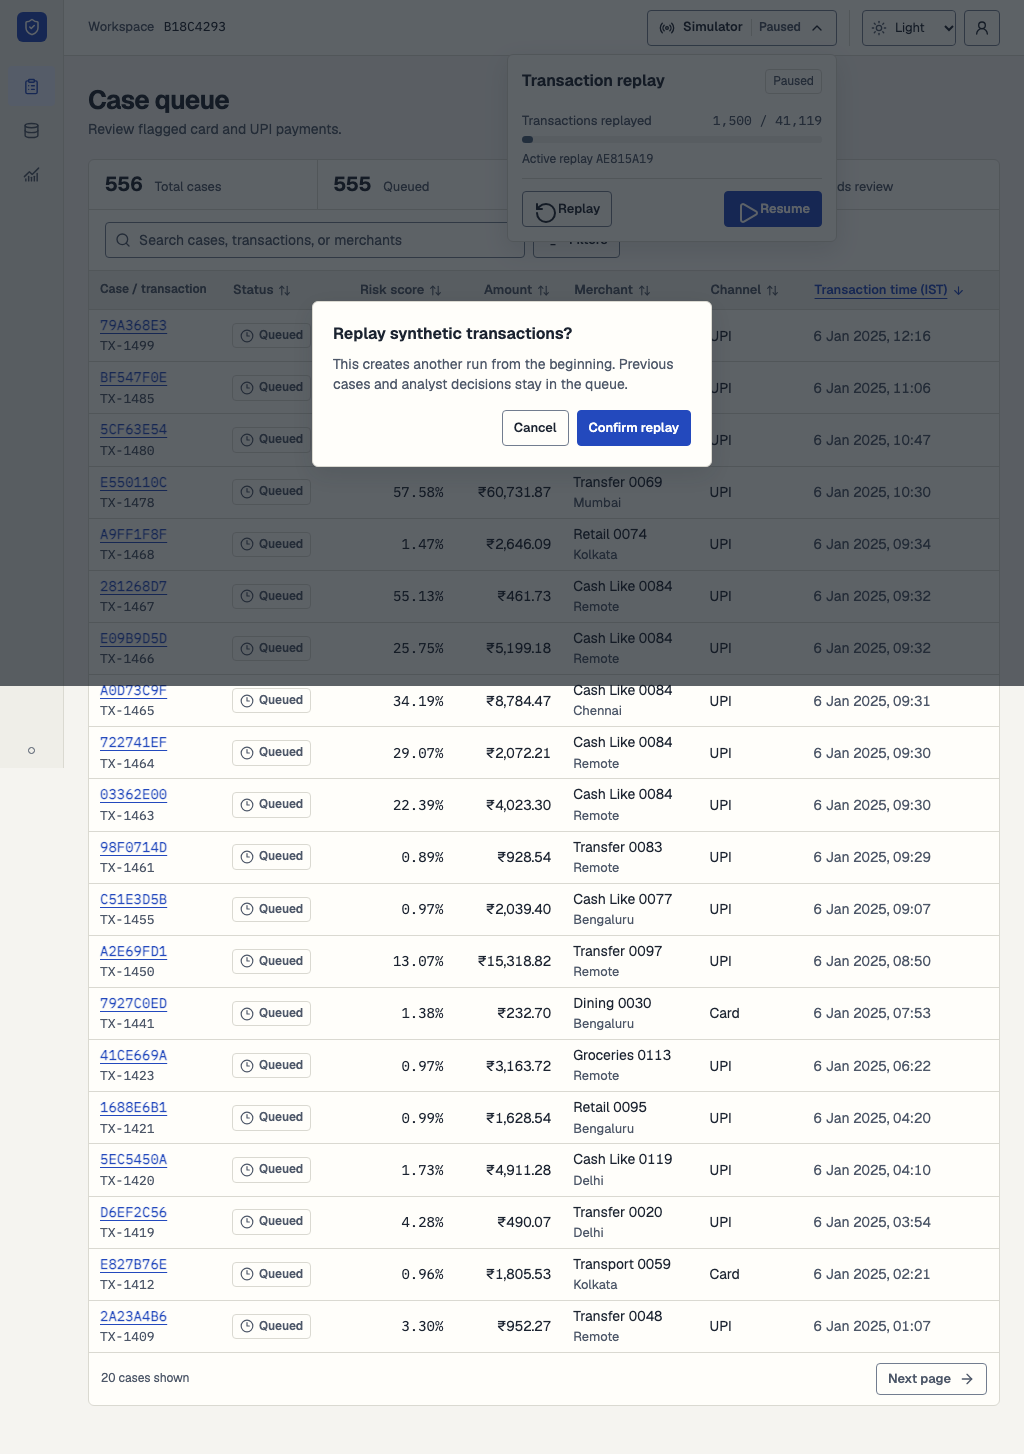 Workspace B18C4293
Simulator Paused
Light
Transaction replay
Paused
Transactions replayed 1,500 / 41,119
Active replay AE815A19
Replay
Resume
Case queue
Review flagged card and UPI payments.
556 Total cases
555 Queued
ds review
Search cases, transactions, or merchants
Filters
Case / transaction Status Risk score Amount Merchant Channel Transaction time (IST)
Replay synthetic transactions?
This creates another run from the beginning. Previous
cases and analyst decisions stay in the queue.
Cancel
Confirm replay
79A368E3
TX-1499
Queued UPI 6 Jan 2025, 12:16
BF547F0E
TX-1485
Queued UPI 6 Jan 2025, 11:06
5CF63E54
TX-1480
Queued UPI 6 Jan 2025, 10:47
E550110C
TX-1478
Queued 57.58% ₹60,731.87 Transfer 0069
Mumbai
UPI 6 Jan 2025, 10:30
A9FF1F8F
TX-1468
Queued 1.47% ₹2,646.09 Retail 0074
Kolkata
UPI 6 Jan 2025, 09:34
281268D7
TX-1467
Queued 55.13% ₹461.73 Cash Like 0084
Remote
UPI 6 Jan 2025, 09:32
E09B9D5D
TX-1466
Queued 25.75% ₹5,199.18 Cash Like 0084
Remote
UPI 6 Jan 2025, 09:32
A0D73C9F
TX-1465
Queued 34.19% ₹8,784.47 Cash Like 0084
Chennai
UPI 6 Jan 2025, 09:31
722741EF
TX-1464
Queued 29.07% ₹2,072.21 Cash Like 0084
Remote
UPI 6 Jan 2025, 09:30
03362E00
TX-1463
Queued 22.39% ₹4,023.30 Cash Like 0084
Remote
UPI 6 Jan 2025, 09:30
98F0714D
TX-1461
Queued 0.89% ₹928.54 Transfer 0083
Remote
UPI 6 Jan 2025, 09:29
C51E3D5B
TX-1455
Queued 0.97% ₹2,039.40 Cash Like 0077
Bengaluru
UPI 6 Jan 2025, 09:07
A2E69FD1
TX-1450
Queued 13.07% ₹15,318.82 Transfer 0097
Remote
UPI 6 Jan 2025, 08:50
7927C0ED
TX-1441
Queued 1.38% ₹232.70 Dining 0030
Bengaluru
Card 6 Jan 2025, 07:53
41CE669A
TX-1423
Queued 0.97% ₹3,163.72 Groceries 0113
Remote
UPI 6 Jan 2025, 06:22
1688E6B1
TX-1421
Queued 0.99% ₹1,628.54 Retail 0095
Bengaluru
UPI 6 Jan 2025, 04:20
5EC5450A
TX-1420
Queued 1.73% ₹4,911.28 Cash Like 0119
Delhi
UPI 6 Jan 2025, 04:10
D6EF2C56
TX-1419
Queued 4.28% ₹490.07 Transfer 0020
Delhi
UPI 6 Jan 2025, 03:54
E827B76E
TX-1412
Queued 0.96% ₹1,805.53 Transport 0059
Kolkata
Card 6 Jan 2025, 02:21
2A23A4B6
TX-1409
Queued 3.30% ₹952.27 Transfer 0048
Remote
UPI 6 Jan 2025, 01:07
20 cases shown
Next page